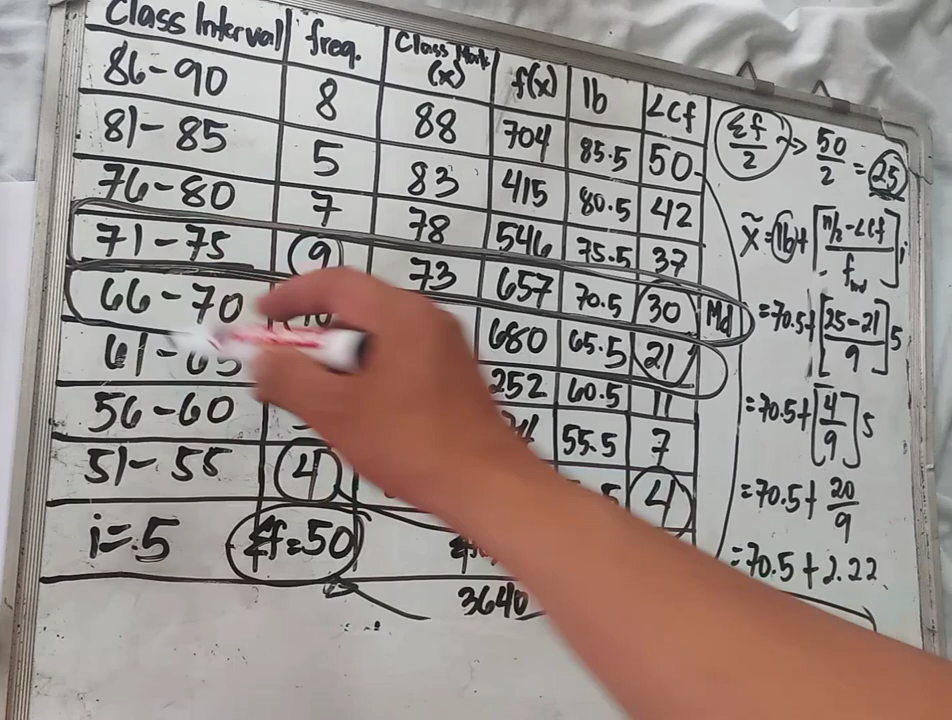 Class Interval freq. Class Mark (x) f(x) lb <cf
86-90 8 88 704 85.5 50
81-85 5 83 415 80.5 42
76-80 7 78 546 75.5 37
71-75 9 73 657 70.5 30 Md
66-70 10 680 65.5 21
61-65 252 60.5 11
56-60 55.5 7
51-55 4 4
i=5 Σf=50
3640
Σf/2 → 50/2 = 25
x̃ = lb + [n/2 - <cf / fmd] i
= 70.5 + [25-21 / 9] 5
= 70.5 + [4/9] 5
= 70.5 + 20/9
= 70.5 + 2.22